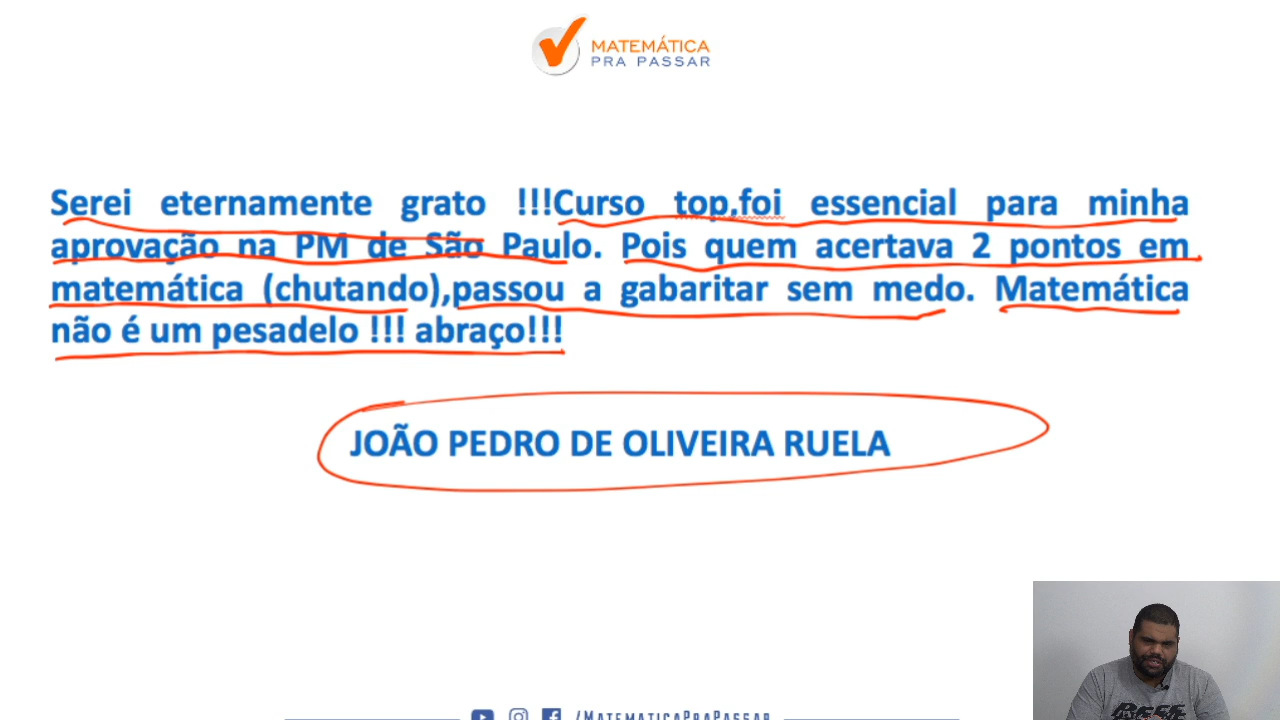 MATEMÁTICA
PRA PASSAR
Serei eternamente grato !!!Curso top,foi essencial para minha
aprovação na PM de São Paulo. Pois quem acertava 2 pontos em
matemática (chutando),passou a gabaritar sem medo. Matemática
não é um pesadelo !!! abraço!!!
JOÃO PEDRO DE OLIVEIRA RUELA
/MATEMATICAPRAPASSAR